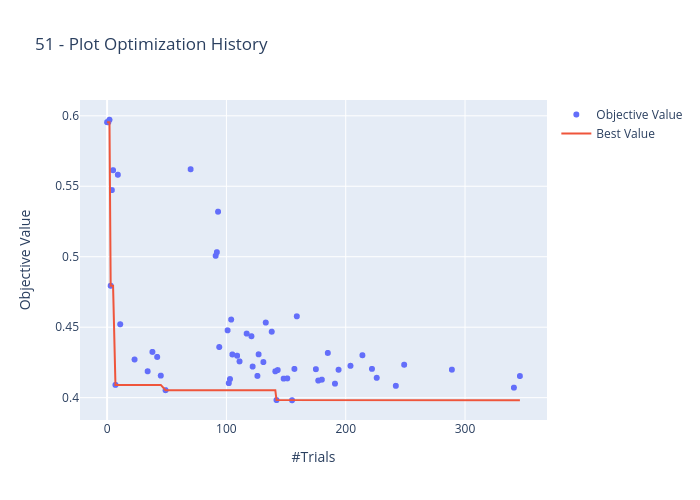 51 - Plot Optimization History
Objective Value
Best Value
0.6
0.55
0.5
0.45
0.4
Objective Value
0
100
200
300
#Trials